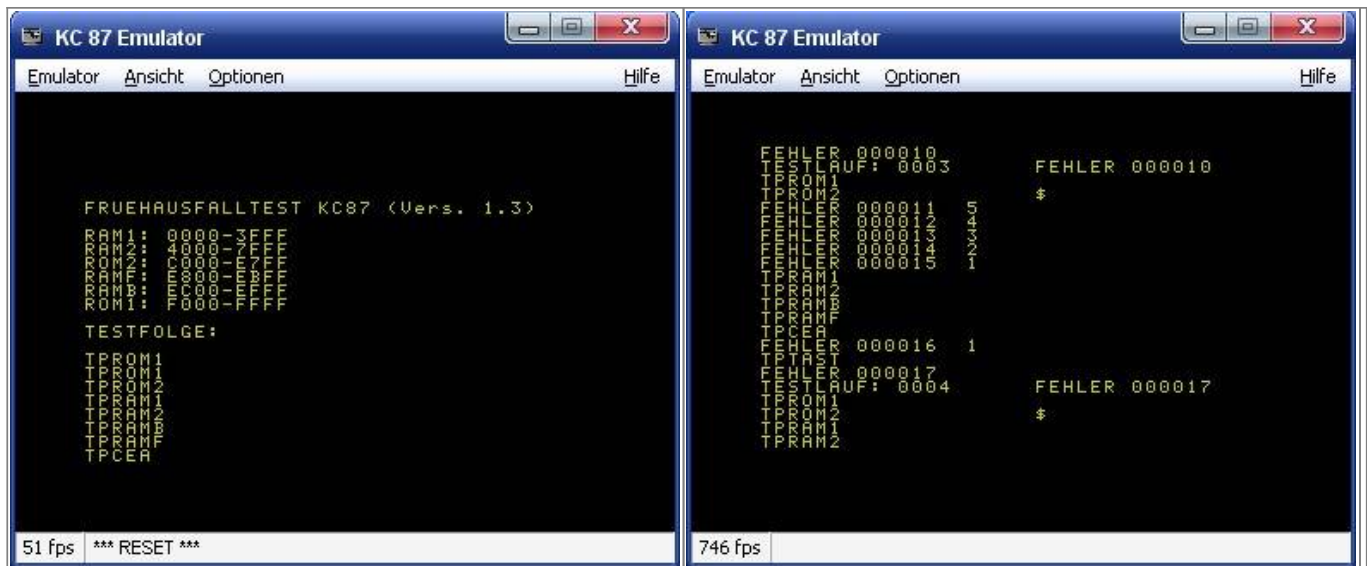 KC 87 Emulator
Emulator Ansicht Optionen Hilfe
FRUEHAUSFALLTEST KC87 (Vers. 1.3)
RAM1: 0000-3FFF
RAM2: 4000-7FFF
ROM2: C000-E7FF
RAMF: E800-EBFF
RAMB: EC00-EFFF
ROM1: F000-FFFF
TESTFOLGE:
TPROM1
TPROM1
TPROM2
TPRAM1
TPRAM2
TPRAMB
TPRAMF
TPCEA
51 fps *** RESET ***
KC 87 Emulator
Emulator Ansicht Optionen Hilfe
FEHLER 000010
TESTLAUF: 0003 FEHLER 000010
TPROM1
TPROM2 $
FEHLER 000011 5
FEHLER 000012 4
FEHLER 000013 3
FEHLER 000014 2
FEHLER 000015 1
TPRAM1
TPRAM2
TPRAMB
TPRAMF
TPCEA
FEHLER 000016 1
TPTAST
FEHLER 000017
TESTLAUF: 0004 FEHLER 000017
TPROM1
TPROM2 $
TPRAM1
TPRAM2
746 fps